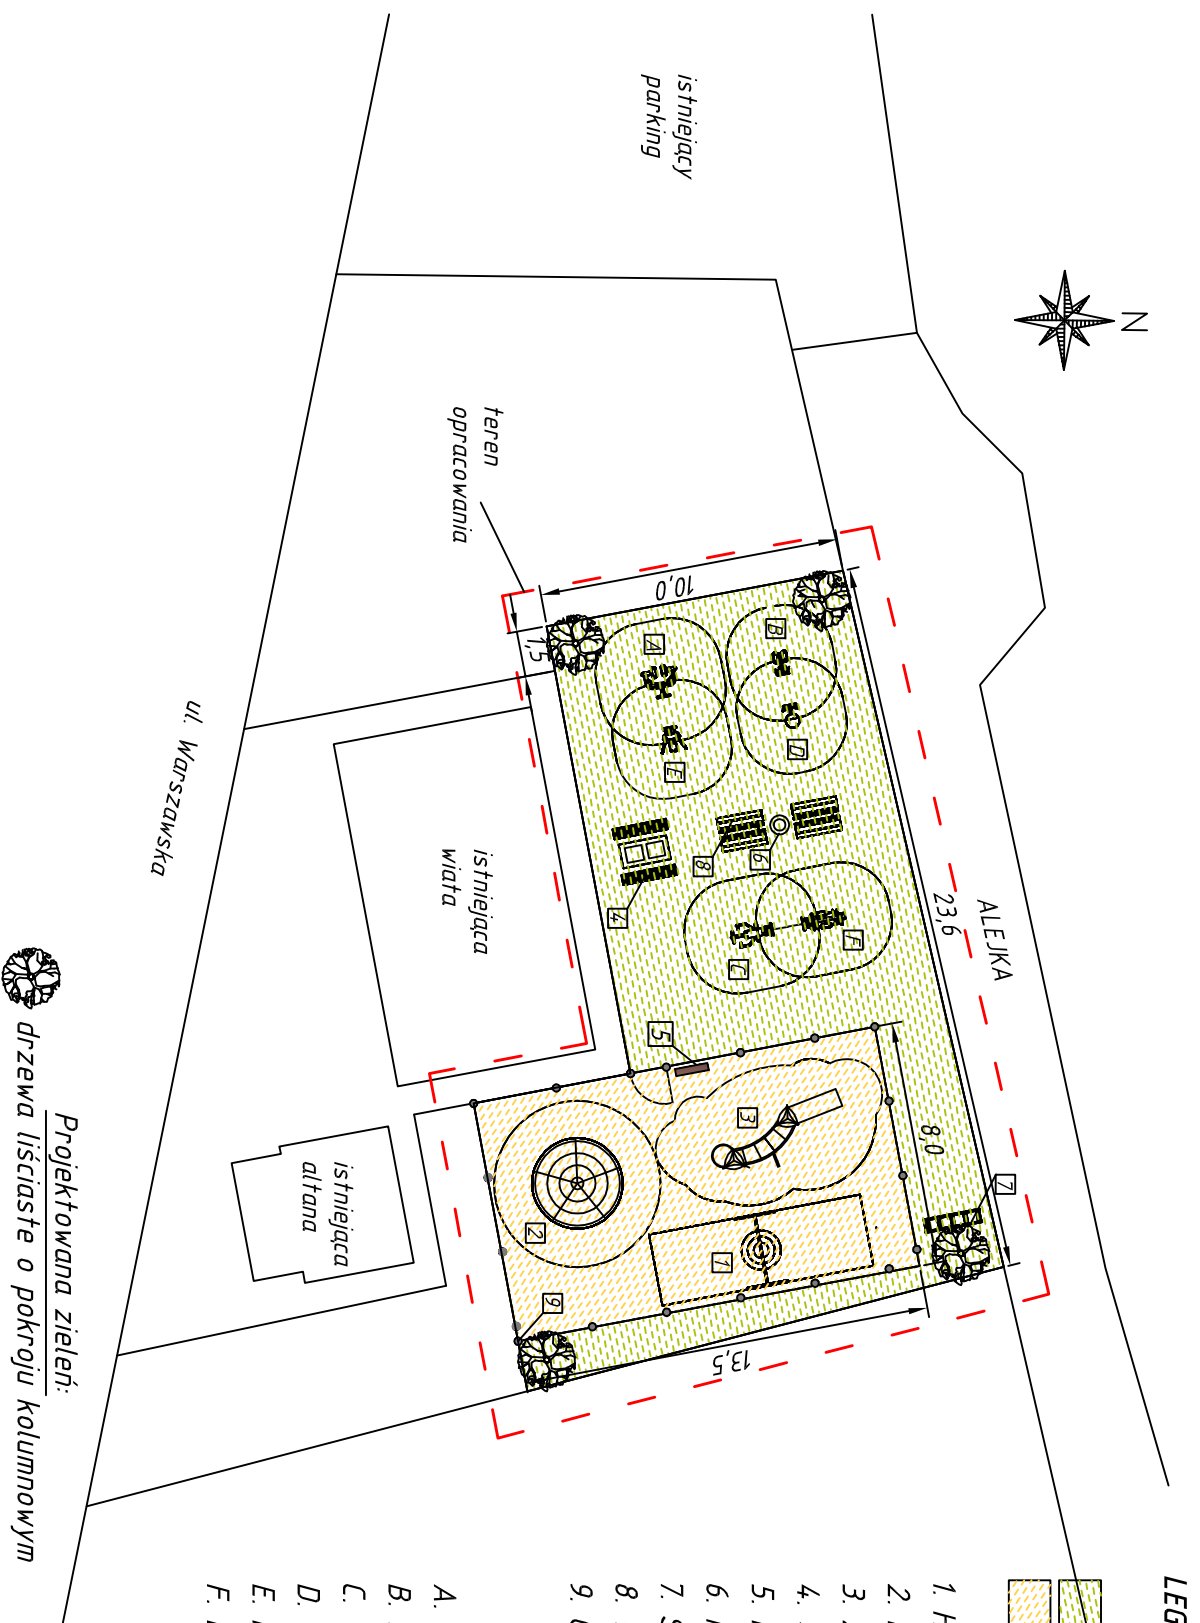 istniejący
parking
N
teren
opracowania
10,0
1,5
ul. Warszawska
istniejąca
wiata
ALEJKA
23,6
A
B
D
E
8
6
4
F
C
5
3
8,0
7
2
1
9
13,5
istniejąca
altana
Projektowana zieleń:
drzewa liściaste o pokroju kolumnowym
LEG
1.
2.
3.
4.
5.
6.
7.
8.
9.
A.
B.
C.
D.
E.
F.